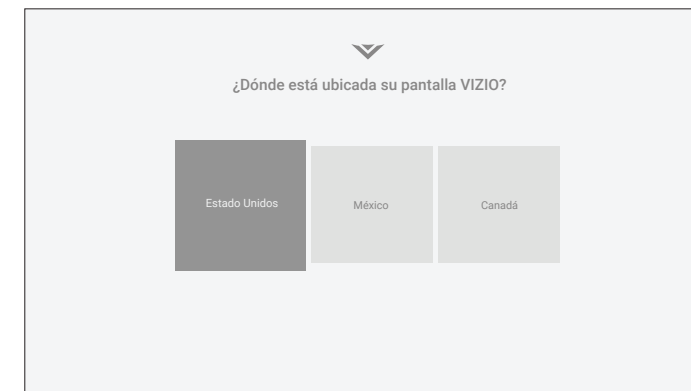 ¿Dónde está ubicada su pantalla VIZIO?
Estado Unidos
México
Canadá